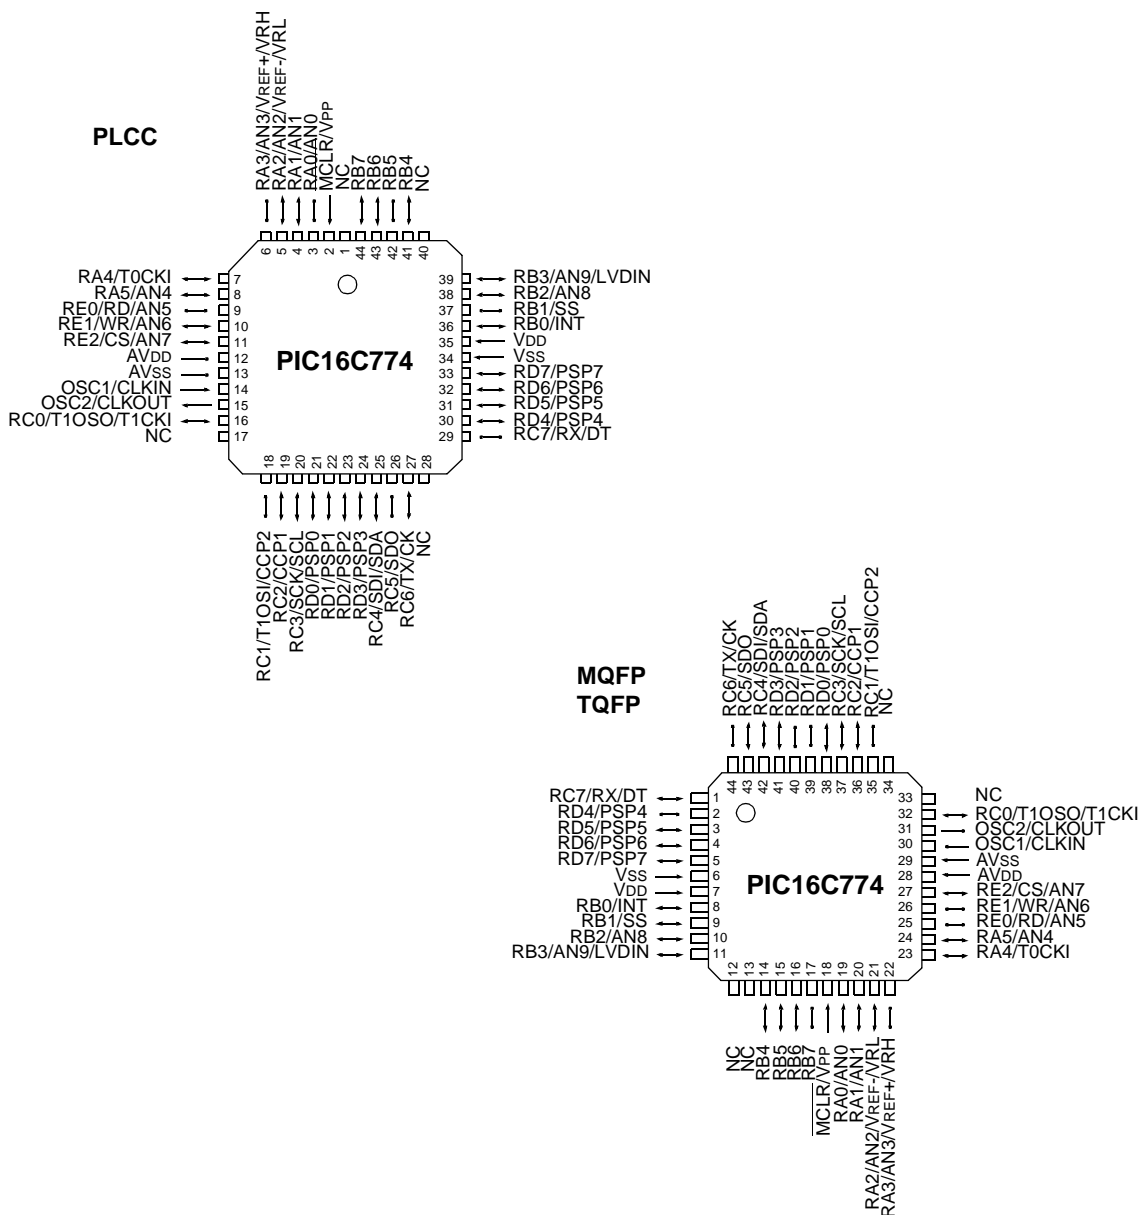 PLCC
RA3/AN3/VREF+/VRH
RA2/AN2/VREF-/VRL
RA1/AN1
RA0/AN0
MCLR/VPP
NC
RB7
RB6
RB5
RB4
NC
6 5 4 3 2 1 44 43 42 41 40
RA4/T0CKI 7
RA5/AN4 8
RE0/RD/AN5 9
RE1/WR/AN6 10
RE2/CS/AN7 11
AVDD 12
AVSS 13
OSC1/CLKIN 14
OSC2/CLKOUT 15
RC0/T1OSO/T1CKI 16
NC 17
PIC16C774
39 RB3/AN9/LVDIN
38 RB2/AN8
37 RB1/SS
36 RB0/INT
35 VDD
34 VSS
33 RD7/PSP7
32 RD6/PSP6
31 RD5/PSP5
30 RD4/PSP4
29 RC7/RX/DT
18 19 20 21 22 23 24 25 26 27 28
RC1/T1OSI/CCP2
RC2/CCP1
RC3/SCK/SCL
RD0/PSP0
RD1/PSP1
RD2/PSP2
RD3/PSP3
RC4/SDI/SDA
RC5/SDO
RC6/TX/CK
NC
MQFP
TQFP
RC6/TX/CK
RC5/SDO
RC4/SDI/SDA
RD3/PSP3
RD2/PSP2
RD1/PSP1
RD0/PSP0
RC3/SCK/SCL
RC2/CCP1
RC1/T1OSI/CCP2
NC
44 43 42 41 40 39 38 37 36 35 34
RC7/RX/DT 1
RD4/PSP4 2
RD5/PSP5 3
RD6/PSP6 4
RD7/PSP7 5
VSS 6
VDD 7
RB0/INT 8
RB1/SS 9
RB2/AN8 10
RB3/AN9/LVDIN 11
PIC16C774
33 NC
32 RC0/T1OSO/T1CKI
31 OSC2/CLKOUT
30 OSC1/CLKIN
29 AVSS
28 AVDD
27 RE2/CS/AN7
26 RE1/WR/AN6
25 RE0/RD/AN5
24 RA5/AN4
23 RA4/T0CKI
12 13 14 15 16 17 18 19 20 21 22
NC
NC
RB4
RB5
RB6
RB7
MCLR/VPP
RA0/AN0
RA1/AN1
RA2/AN2/VREF-/VRL
RA3/AN3/VREF+/VRH